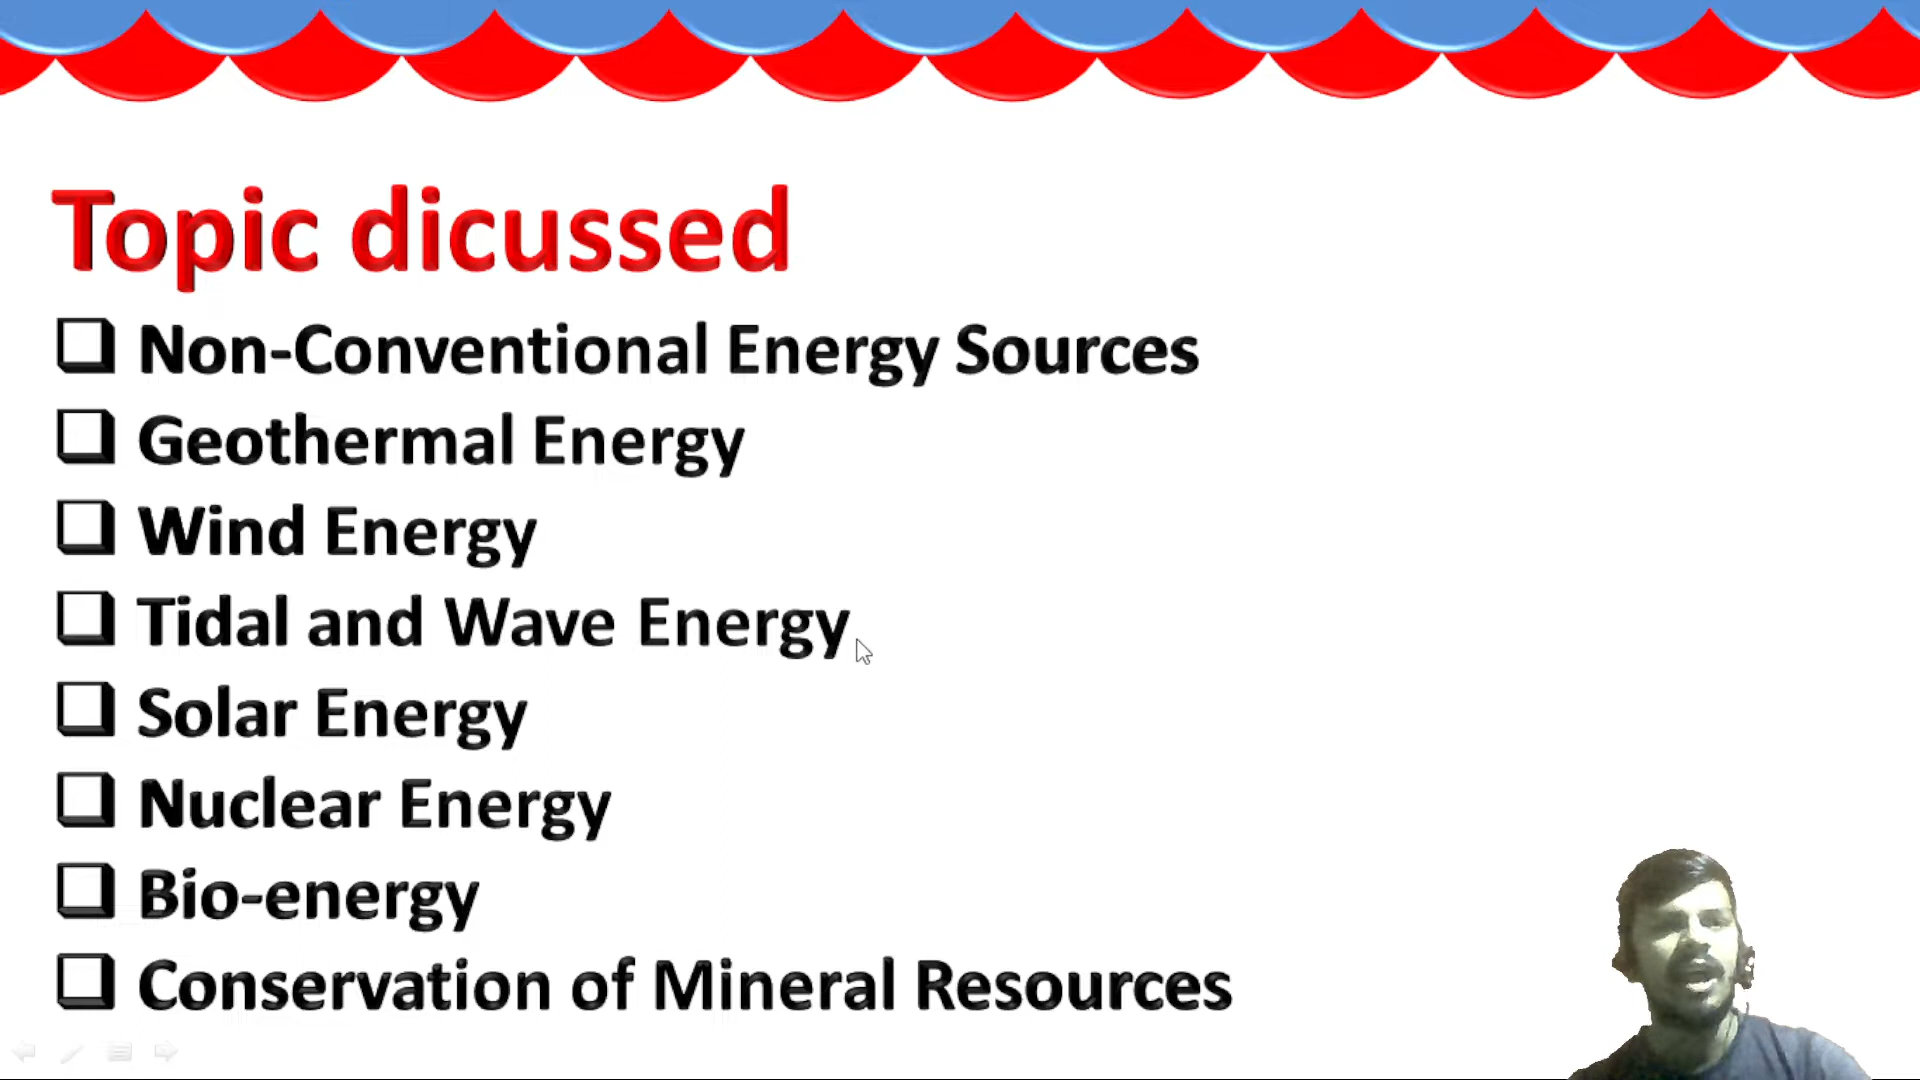 Topic dicussed
Non-Conventional Energy Sources
Geothermal Energy
Wind Energy
Tidal and Wave Energy
Solar Energy
Nuclear Energy
Bio-energy
Conservation of Mineral Resources